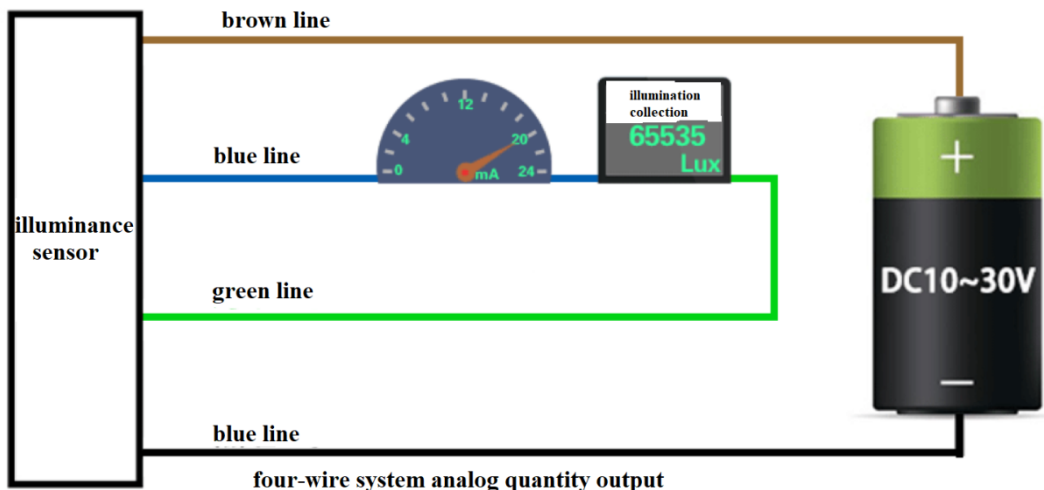 brown line
illumination
collection
65535
Lux
12
4
20
0
mA
24
blue line
+
illuminance
sensor
DC10~30V
green line
−
blue line
four-wire system analog quantity output